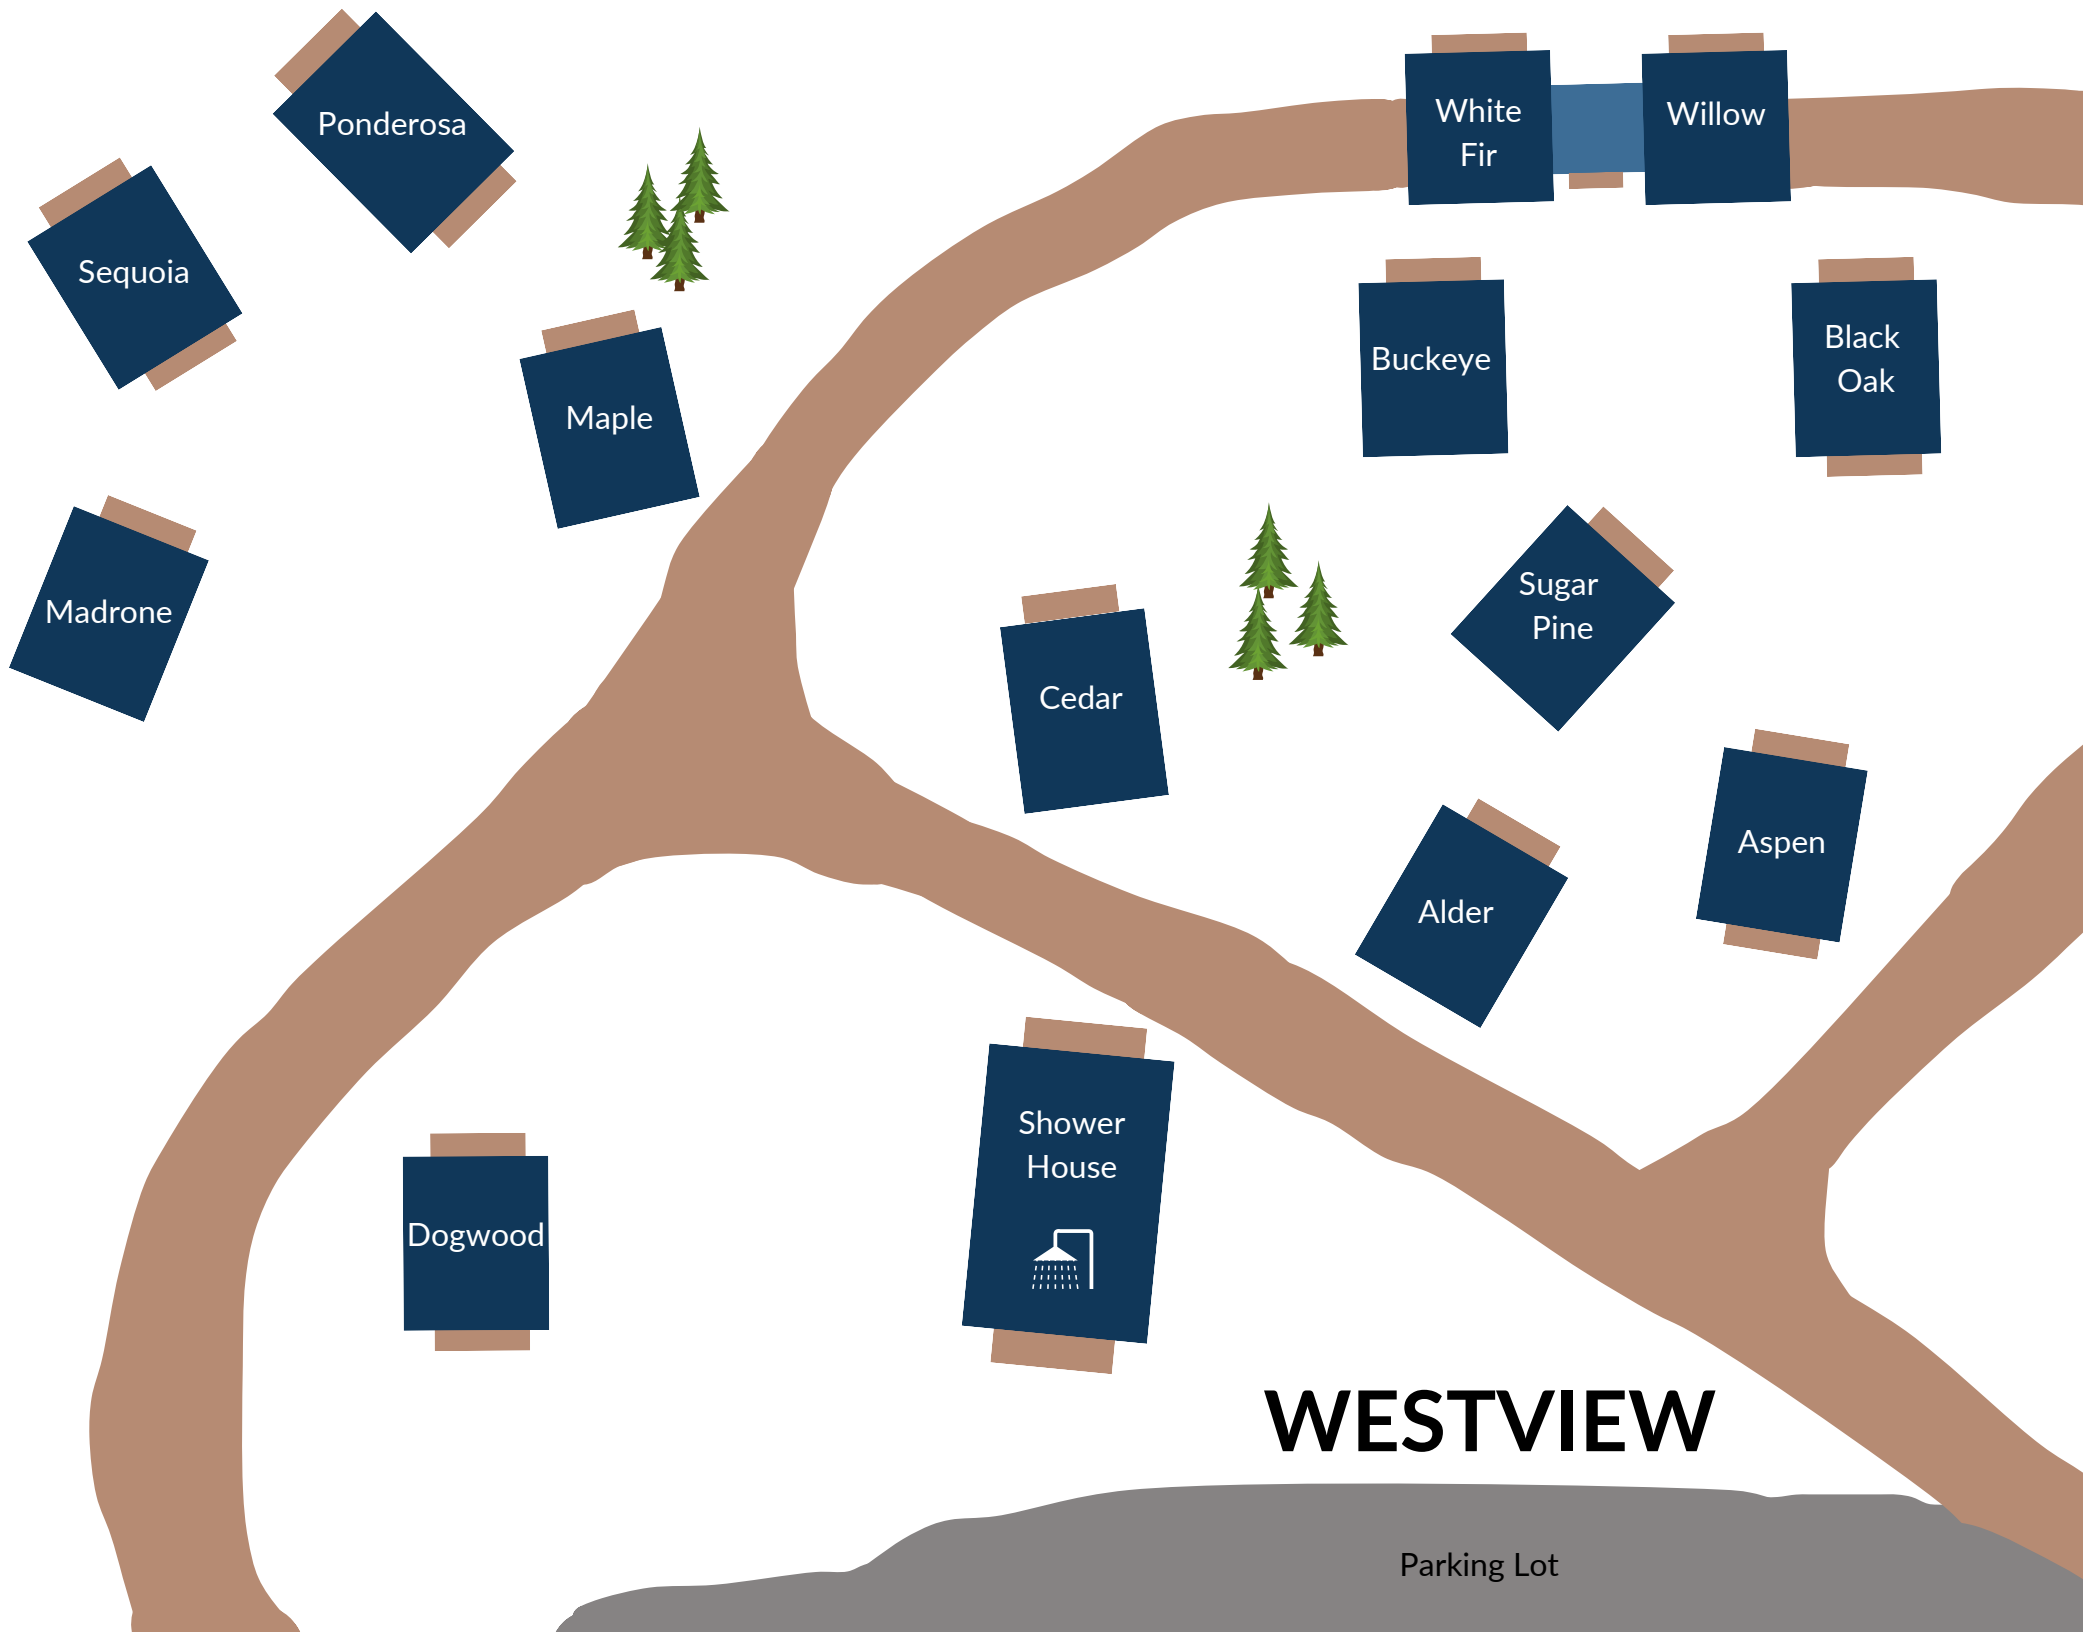 Ponderosa
White
Fir
Willow
Sequoia
Buckeye
Black
Oak
Maple
Madrone
Sugar
Pine
Cedar
Aspen
Alder
Shower
House
Dogwood
WESTVIEW
Parking Lot